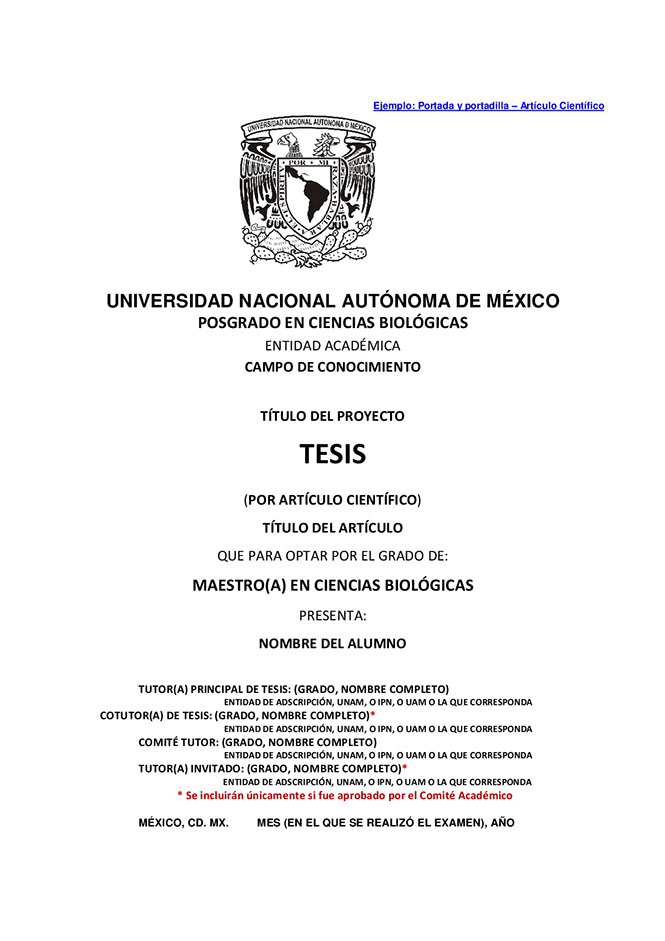 Ejemplo: Portada y portadilla – Artículo Científico
UNIVERSIDAD NACIONAL AUTÓNOMA DE MÉXICO
POR MI RAZA HABLARÁ EL ESPÍRITU
UNIVERSIDAD NACIONAL AUTÓNOMA DE MÉXICO
POSGRADO EN CIENCIAS BIOLÓGICAS
ENTIDAD ACADÉMICA
CAMPO DE CONOCIMIENTO
TÍTULO DEL PROYECTO
TESIS
(POR ARTÍCULO CIENTÍFICO)
TÍTULO DEL ARTÍCULO
QUE PARA OPTAR POR EL GRADO DE:
MAESTRO(A) EN CIENCIAS BIOLÓGICAS
PRESENTA:
NOMBRE DEL ALUMNO
TUTOR(A) PRINCIPAL DE TESIS: (GRADO, NOMBRE COMPLETO)
ENTIDAD DE ADSCRIPCIÓN, UNAM, O IPN, O UAM O LA QUE CORRESPONDA
COTUTOR(A) DE TESIS: (GRADO, NOMBRE COMPLETO)*
ENTIDAD DE ADSCRIPCIÓN, UNAM, O IPN, O UAM O LA QUE CORRESPONDA
COMITÉ TUTOR: (GRADO, NOMBRE COMPLETO)
ENTIDAD DE ADSCRIPCIÓN, UNAM, O IPN, O UAM O LA QUE CORRESPONDA
TUTOR(A) INVITADO: (GRADO, NOMBRE COMPLETO)*
ENTIDAD DE ADSCRIPCIÓN, UNAM, O IPN, O UAM O LA QUE CORRESPONDA
* Se incluirán únicamente si fue aprobado por el Comité Académico
MÉXICO, CD. MX. MES (EN EL QUE SE REALIZÓ EL EXAMEN), AÑO